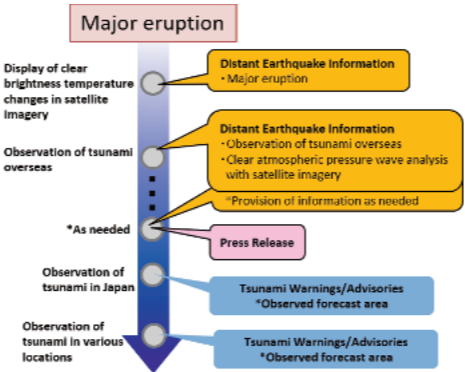 Major eruption
Display of clear
brightness temperature
changes in satellite
imagery
Distant Earthquake Information
・Major eruption
Observation of tsunami
overseas
Distant Earthquake Information
・Observation of tsunami overseas
・Clear atmospheric pressure wave analysis
with satellite imagery
*Provision of information as needed
*As needed
Press Release
Observation of
tsunami in Japan
Tsunami Warnings/Advisories
*Observed forecast area
Observation of
tsunami in various
locations
Tsunami Warnings/Advisories
*Observed forecast area